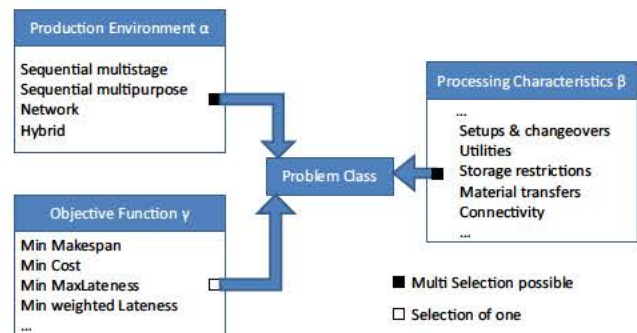 Production Environment α
Sequential multistage
Sequential multipurpose
Network
Hybrid
Processing Characteristics β
...
Setups & changeovers
Utilities
Storage restrictions
Material transfers
Connectivity
...
Problem Class
Objective Function γ
Min Makespan
Min Cost
Min MaxLateness
Min weighted Lateness
...
Multi Selection possible
Selection of one